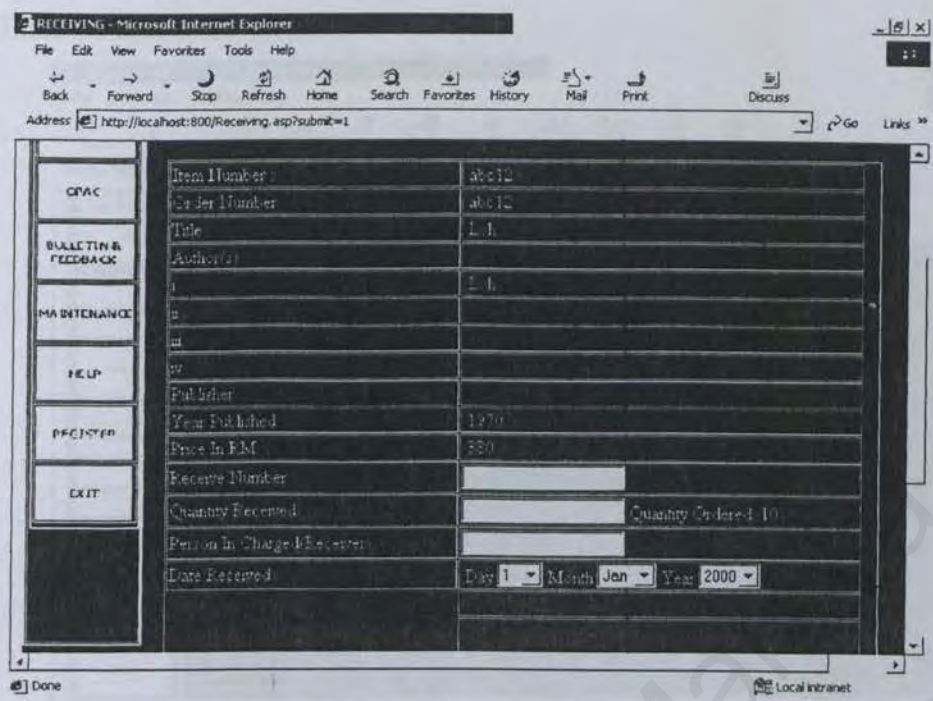 RECEIVING - Microsoft Internet Explorer
File Edit View Favorites Tools Help
Back Forward Stop Refresh Home Search Favorites History Mail Print Discuss
Address http://localhost:800/Receiving.asp?submit=1 Go Links »
Item Number : abc12
Order Number abc12
Title
Author(s)
i
ii
iii
iv
Publisher
Year Published 1970
Price In RM
Receive Number
Quantity Received Quantity Ordered 10
Person In Charged/Receiver
Date Received Day 1 Month Jan Year 2000
OPAC
BULLETIN &
FEEDBACK
MAINTENANCE
HELP
REGISTER
EXIT
Done Local intranet